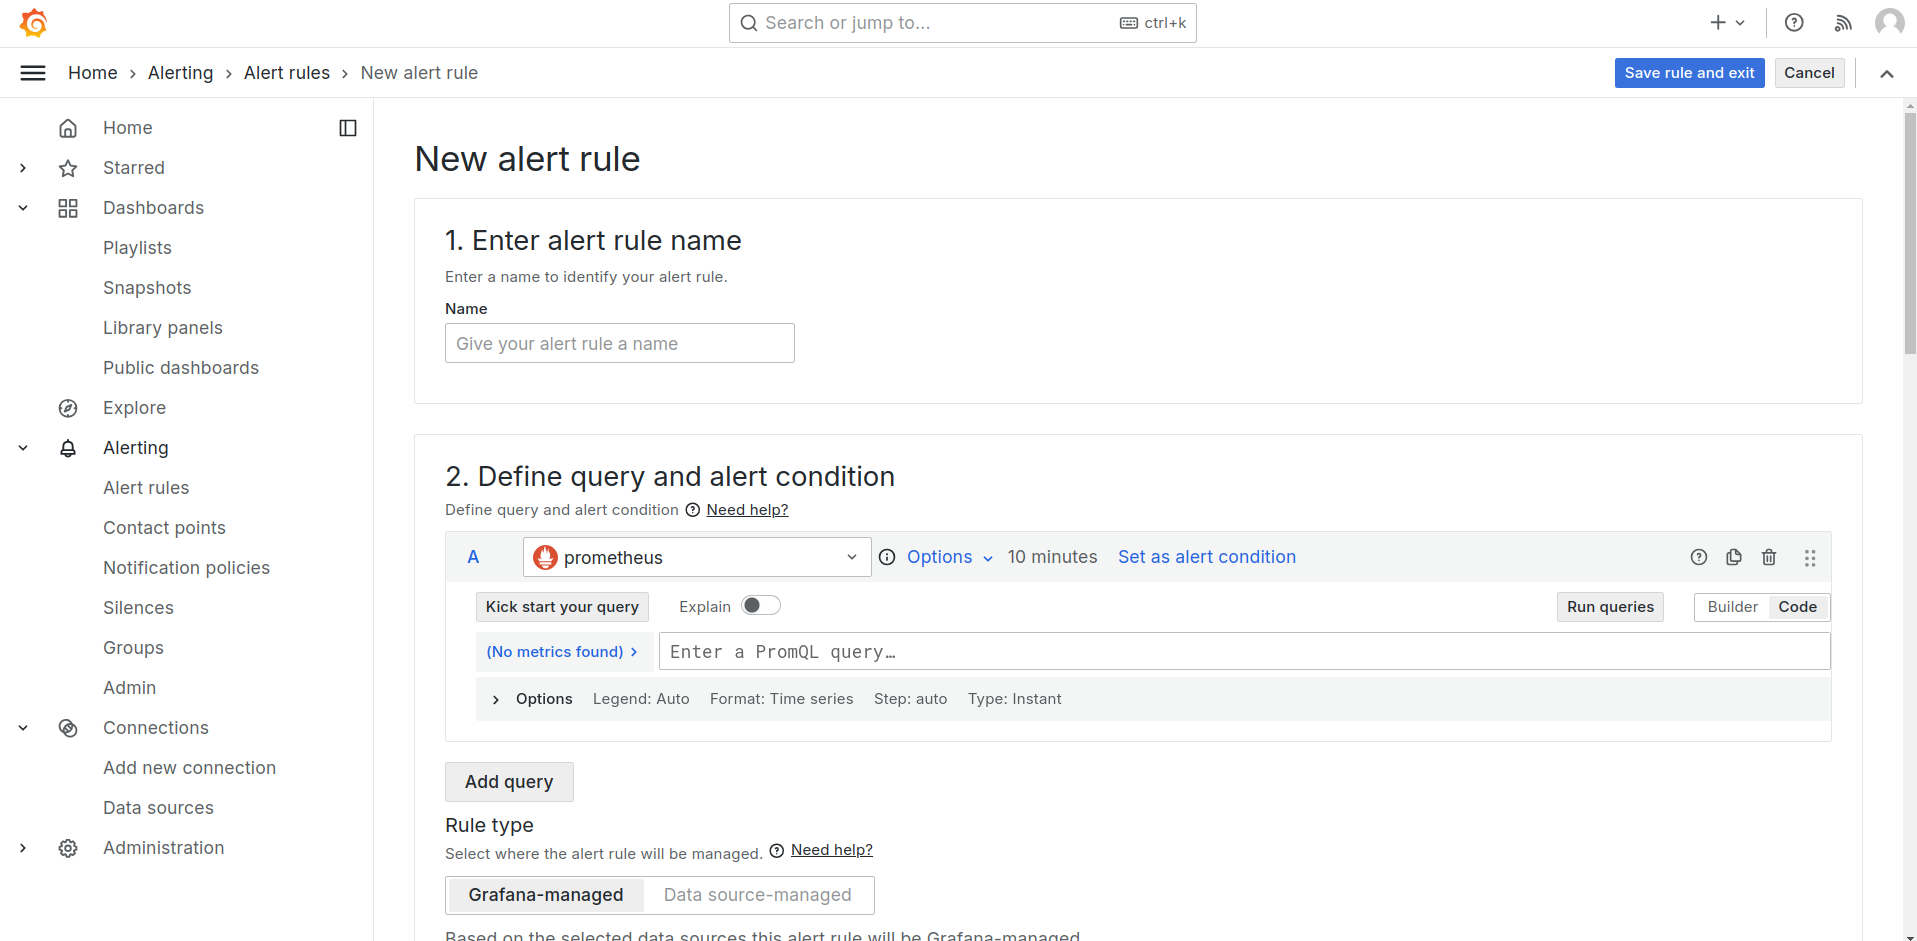 Search or jump to...
ctrl+k
Home
Alerting
Alert rules
New alert rule
Save rule and exit
Cancel
Home
Starred
Dashboards
Playlists
Snapshots
Library panels
Public dashboards
Explore
Alerting
Alert rules
Contact points
Notification policies
Silences
Groups
Admin
Connections
Add new connection
Data sources
Administration
New alert rule
1. Enter alert rule name
Enter a name to identify your alert rule.
Name
Give your alert rule a name
2. Define query and alert condition
Define query and alert condition Need help?
A prometheus Options 10 minutes Set as alert condition
Kick start your query Explain Run queries Builder Code
(No metrics found) Enter a PromQL query…
Options Legend: Auto Format: Time series Step: auto Type: Instant
Add query
Rule type
Select where the alert rule will be managed. Need help?
Grafana-managed Data source-managed
Based on the selected data sources this alert rule will be Grafana-managed